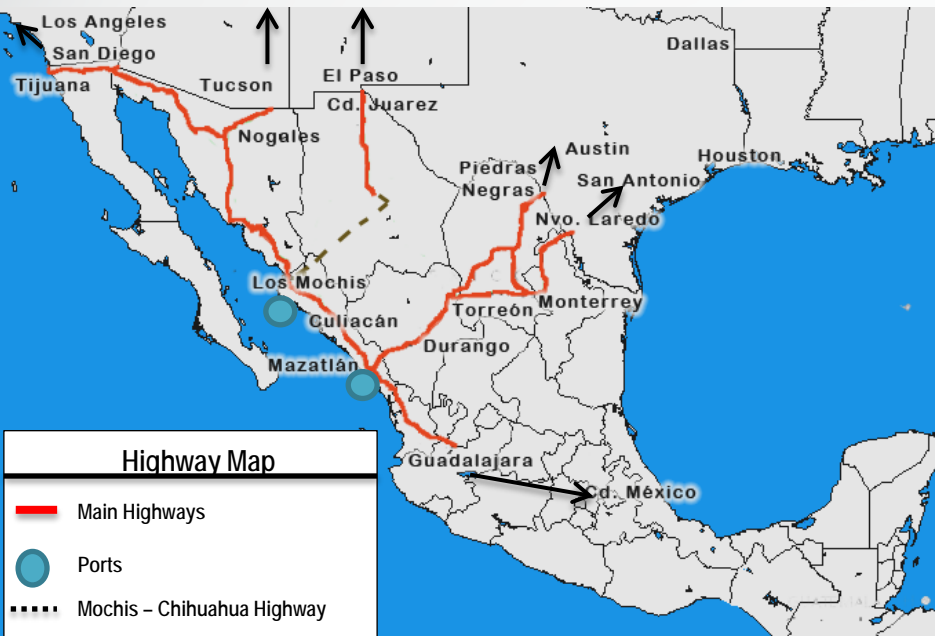 Los Angeles
San Diego
Tijuana
Tucson
El Paso
Cd. Juarez
Nogales
Dallas
Houston
Austin
San Antonio
Piedras
Negras
Nvo. Laredo
Los Mochis
Culiacán
Torreón
Monterrey
Durango
Mazatlán
Guadalajara
Cd. México
Highway Map
Main Highways
Ports
Mochis – Chihuahua Highway